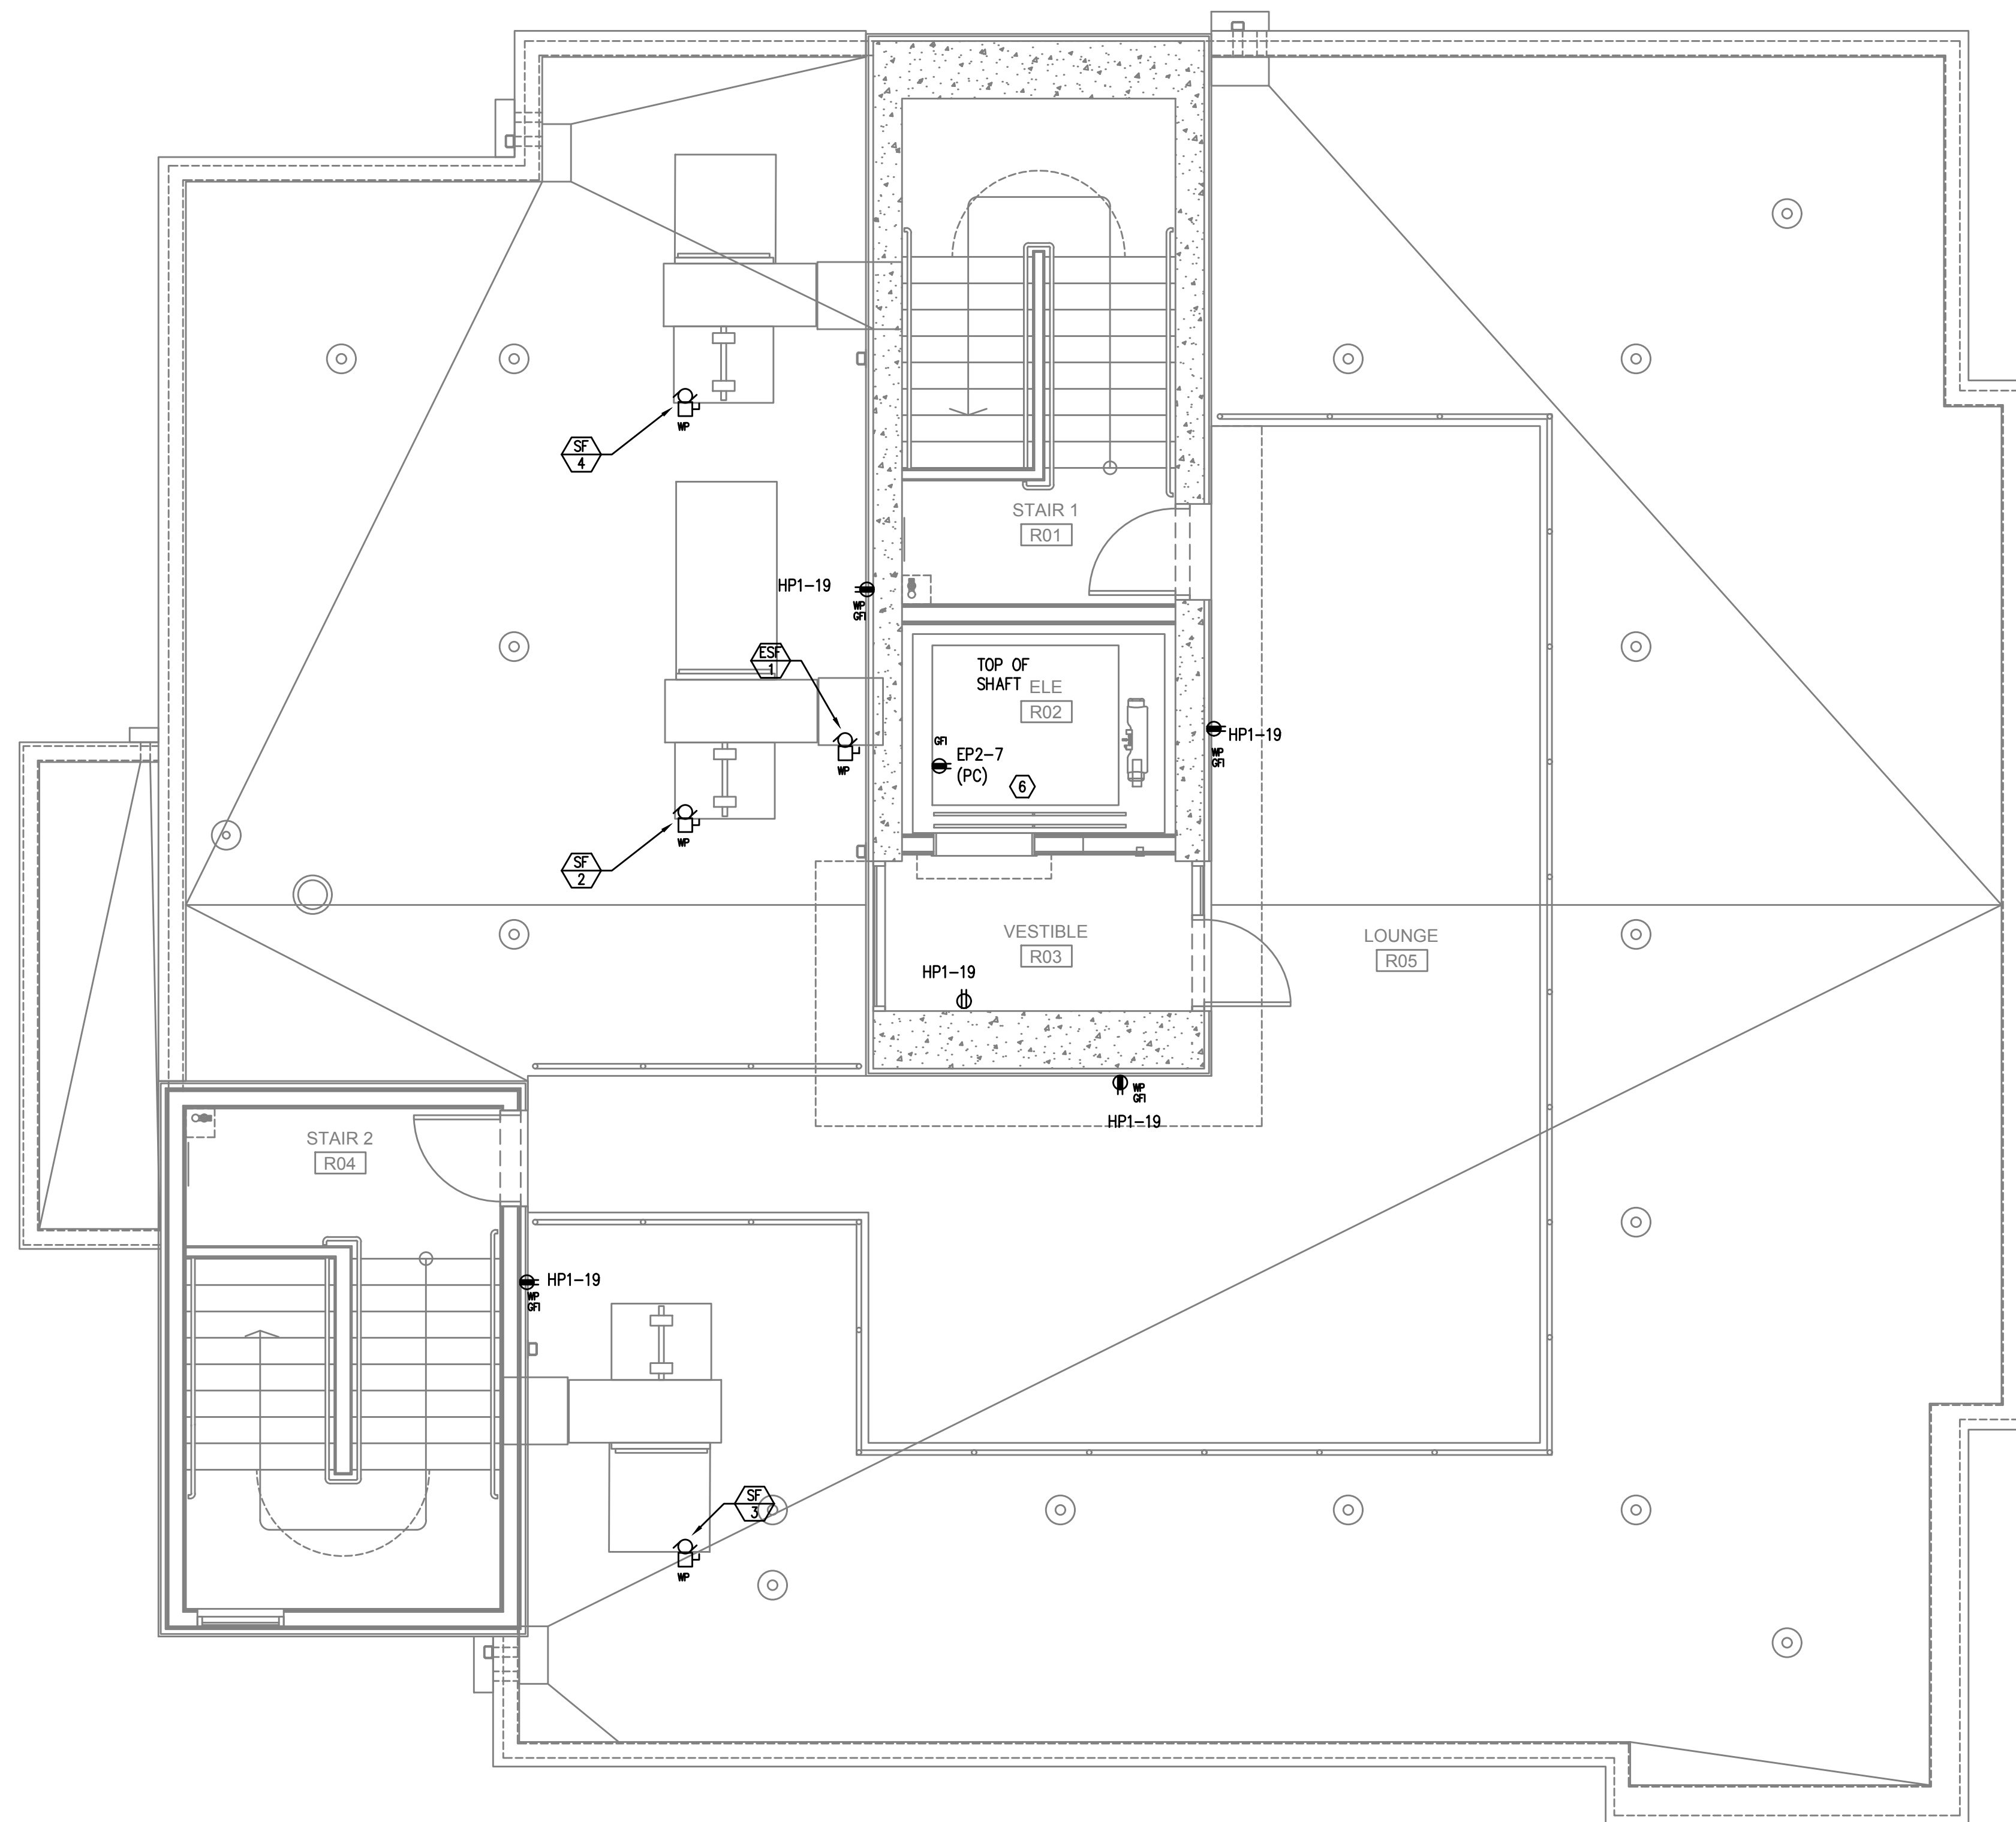 SF
4
WP
STAIR 1
R01
HP1-19
WP
GFI
ESF
1
WP
TOP OF
SHAFT
ELE
R02
GFI
EP2-7
(PC)
6
HP1-19
WP
GFI
SF
2
WP
VESTIBLE
R03
LOUNGE
R05
HP1-19
WP
GFI
HP1-19
STAIR 2
R04
HP1-19
WP
GFI
SF
3
WP